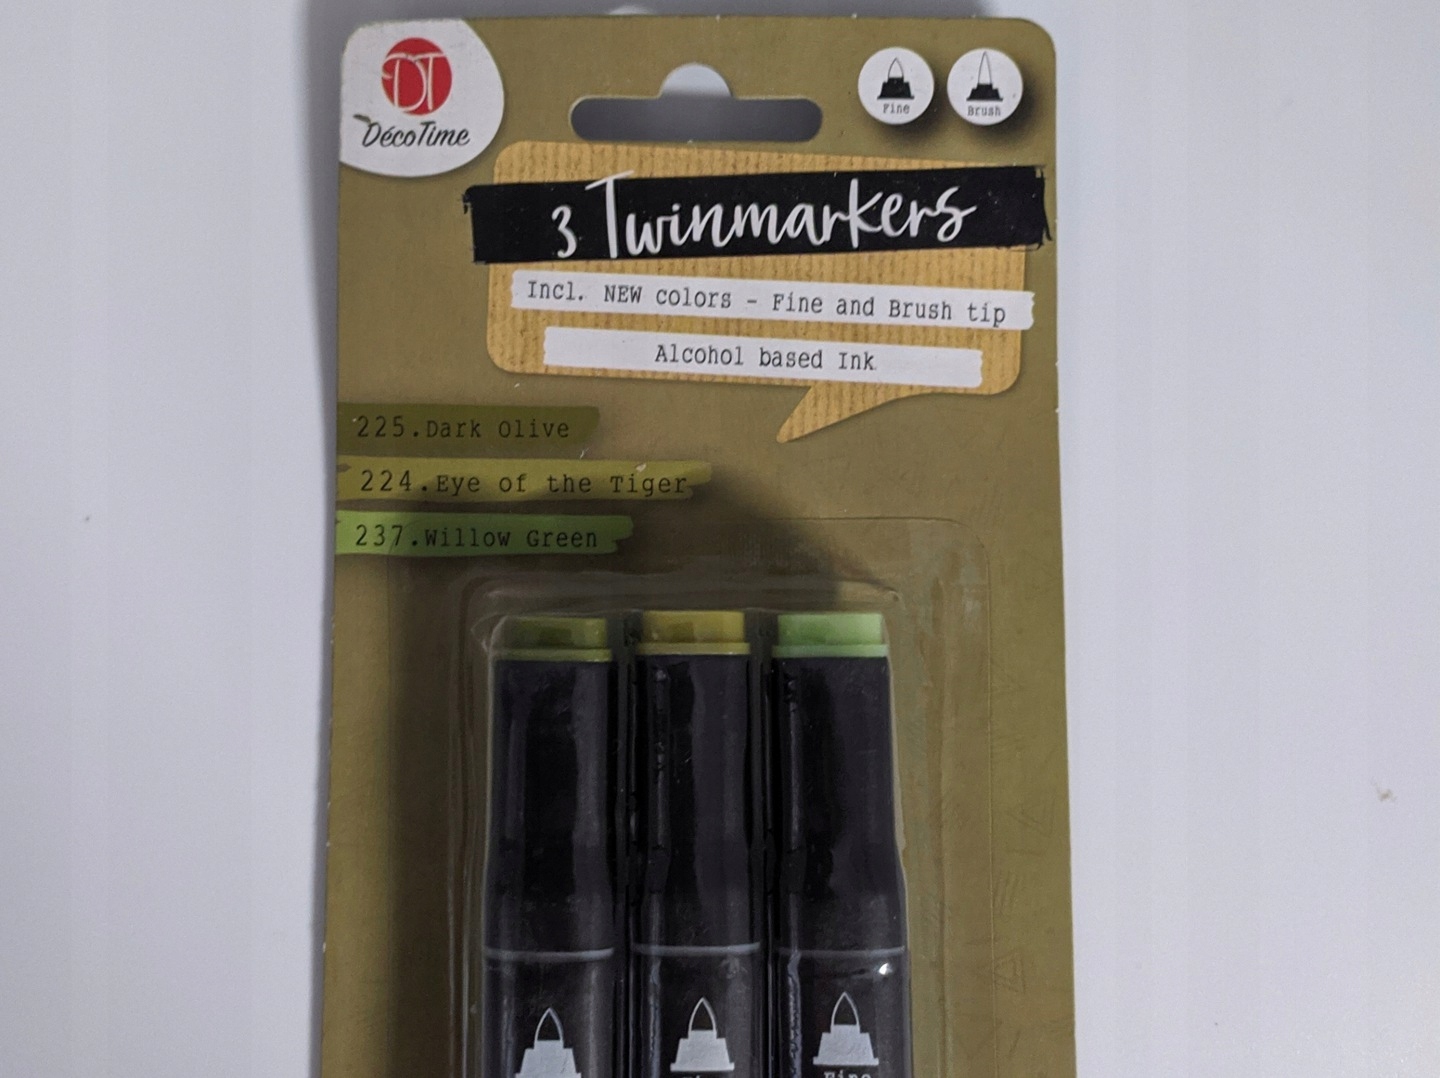 DT
DécoTime
Fine
Brush
3 Twinmarkers
Incl. NEW colors - Fine and Brush tip
Alcohol based Ink
225.Dark Olive
224.Eye of the Tiger
237.Willow Green
Fine